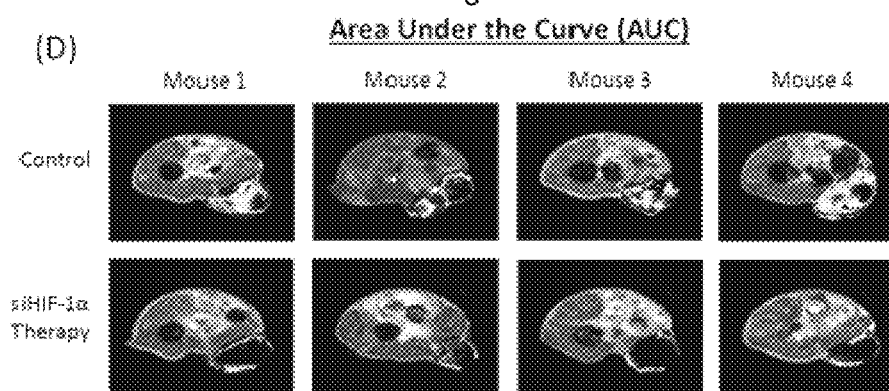 Area Under the Curve (AUC)
(D)
Mouse 1 Mouse 2 Mouse 3 Mouse 4
Control
siHIF-1α
Therapy